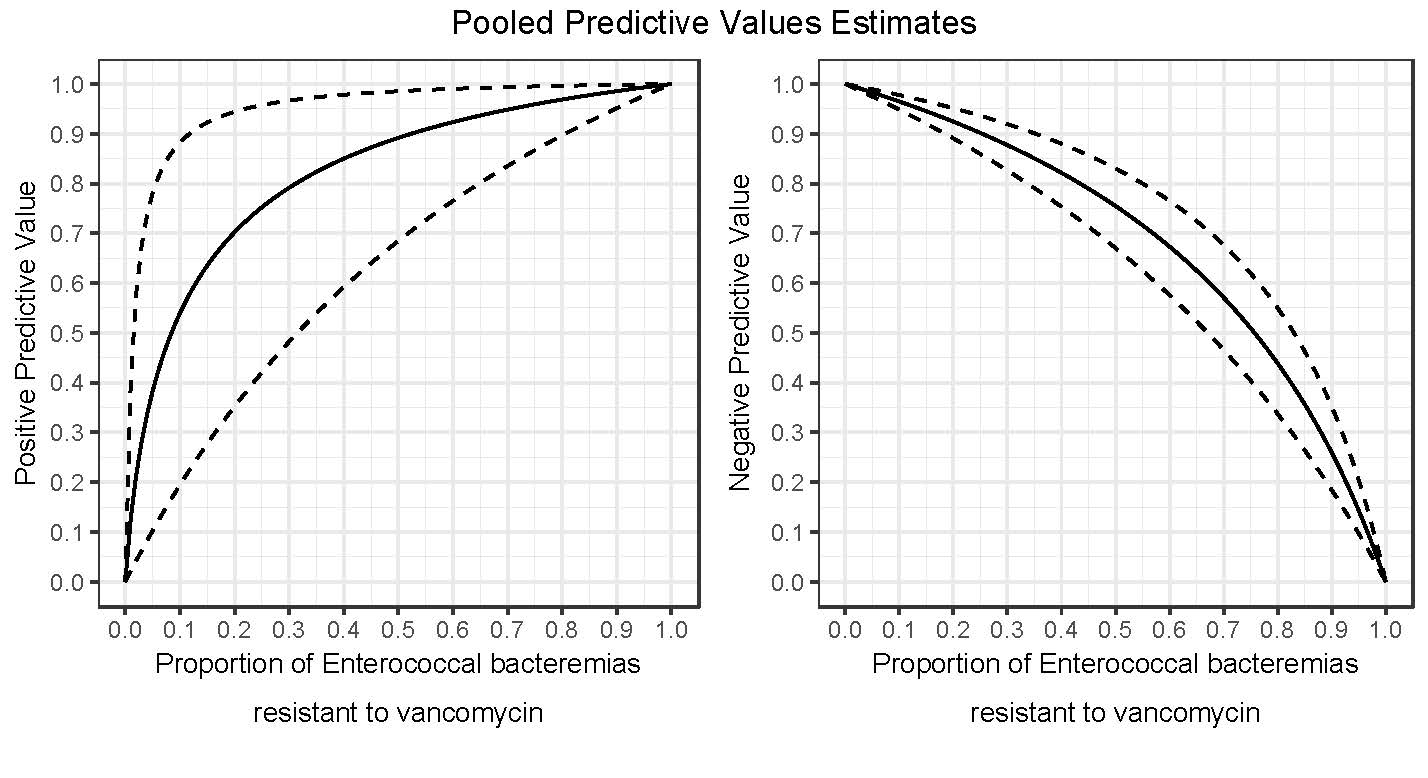 Pooled Predictive Values Estimates
Positive Predictive Value
1.0
0.9
0.8
0.7
0.6
0.5
0.4
0.3
0.2
0.1
0.0
0.0 0.1 0.2 0.3 0.4 0.5 0.6 0.7 0.8 0.9 1.0
Proportion of Enterococcal bacteremias
resistant to vancomycin
Negative Predictive Value
1.0
0.9
0.8
0.7
0.6
0.5
0.4
0.3
0.2
0.1
0.0
0.0 0.1 0.2 0.3 0.4 0.5 0.6 0.7 0.8 0.9 1.0
Proportion of Enterococcal bacteremias
resistant to vancomycin